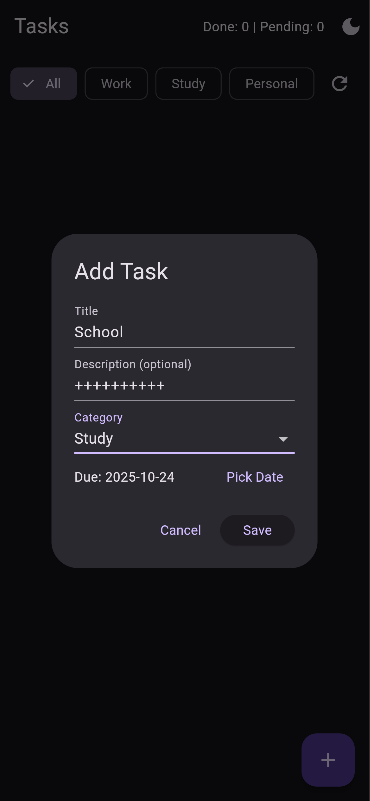 Tasks Done: 0 | Pending: 0
All Work Study Personal
Add Task
Title
School
Description (optional)
++++++++++
Category
Study
Due: 2025-10-24 Pick Date
Cancel Save
+